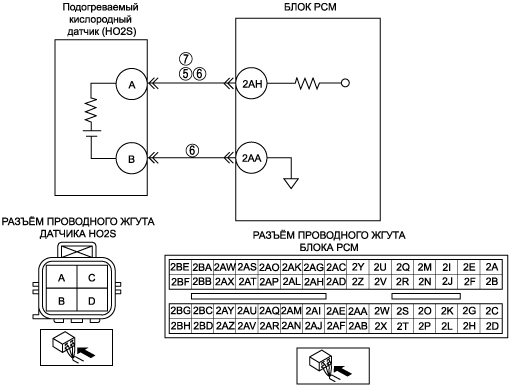 Подогреваемый
кислородный
датчик (HO2S)
БЛОК PCM
7
5 6
A
2AH
6
B
2AA
РАЗЪЁМ ПРОВОДНОГО ЖГУТА
ДАТЧИКА HO2S
A C
B D
РАЗЪЁМ ПРОВОДНОГО ЖГУТА
БЛОКА PCM
2BE 2BA 2AW 2AS 2AO 2AK 2AG 2AC 2Y 2U 2Q 2M 2I 2E 2A
2BF 2BB 2AX 2AT 2AP 2AL 2AH 2AD 2Z 2V 2R 2N 2J 2F 2B
2BG 2BC 2AY 2AU 2AQ 2AM 2AI 2AE 2AA 2W 2S 2O 2K 2G 2C
2BH 2BD 2AZ 2AV 2AR 2AN 2AJ 2AF 2AB 2X 2T 2P 2L 2H 2D